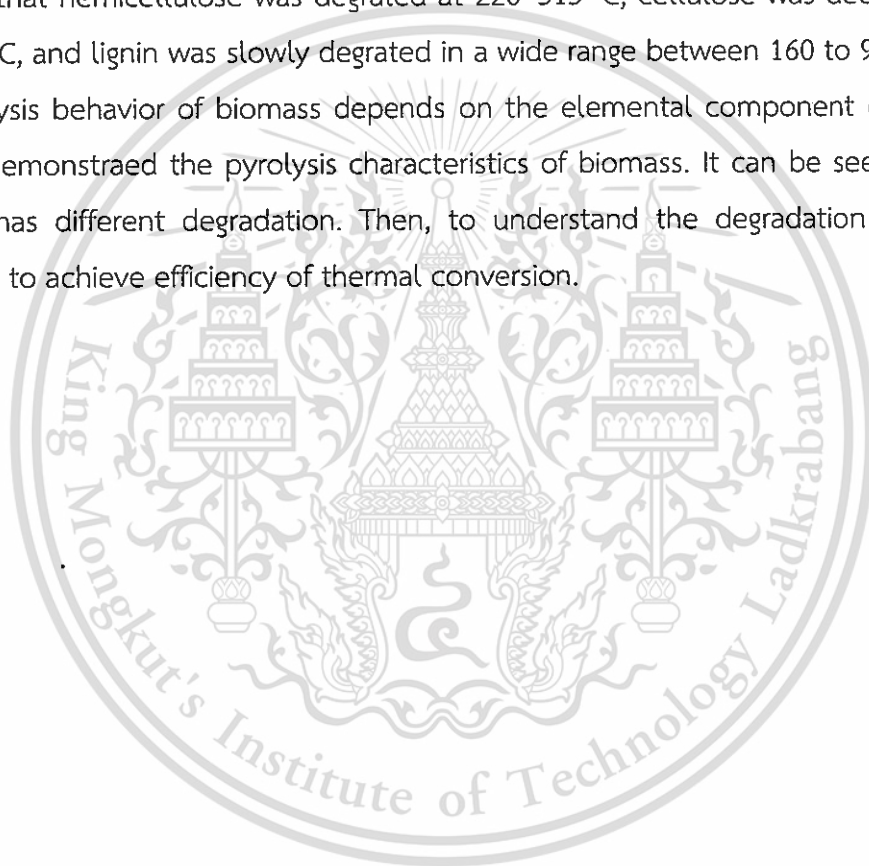 that hemicellulose was degrated at 220-315 °C, cellulose was
C, and lignin was slowly degrated in a wide range between 160 to 9
ysis behavior of biomass depends on the elemental component
emonstraed the pyrolysis characteristics of biomass. It can be see
has different degradation. Then, to understand the degradation
to achieve efficiency of thermal conversion.
King Mongkut's Institute of Technology Ladkrabang